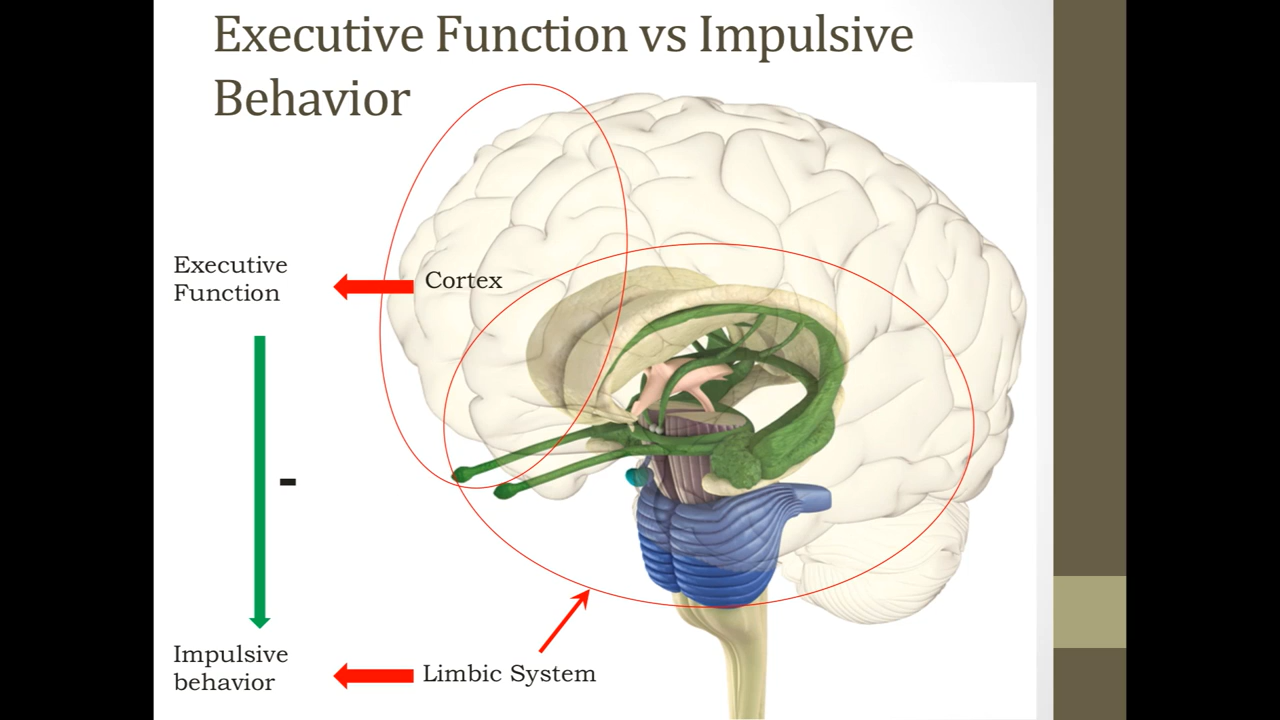 Executive Function vs Impulsive
Behavior
Executive
Function
Cortex
-
Impulsive
behavior
Limbic System